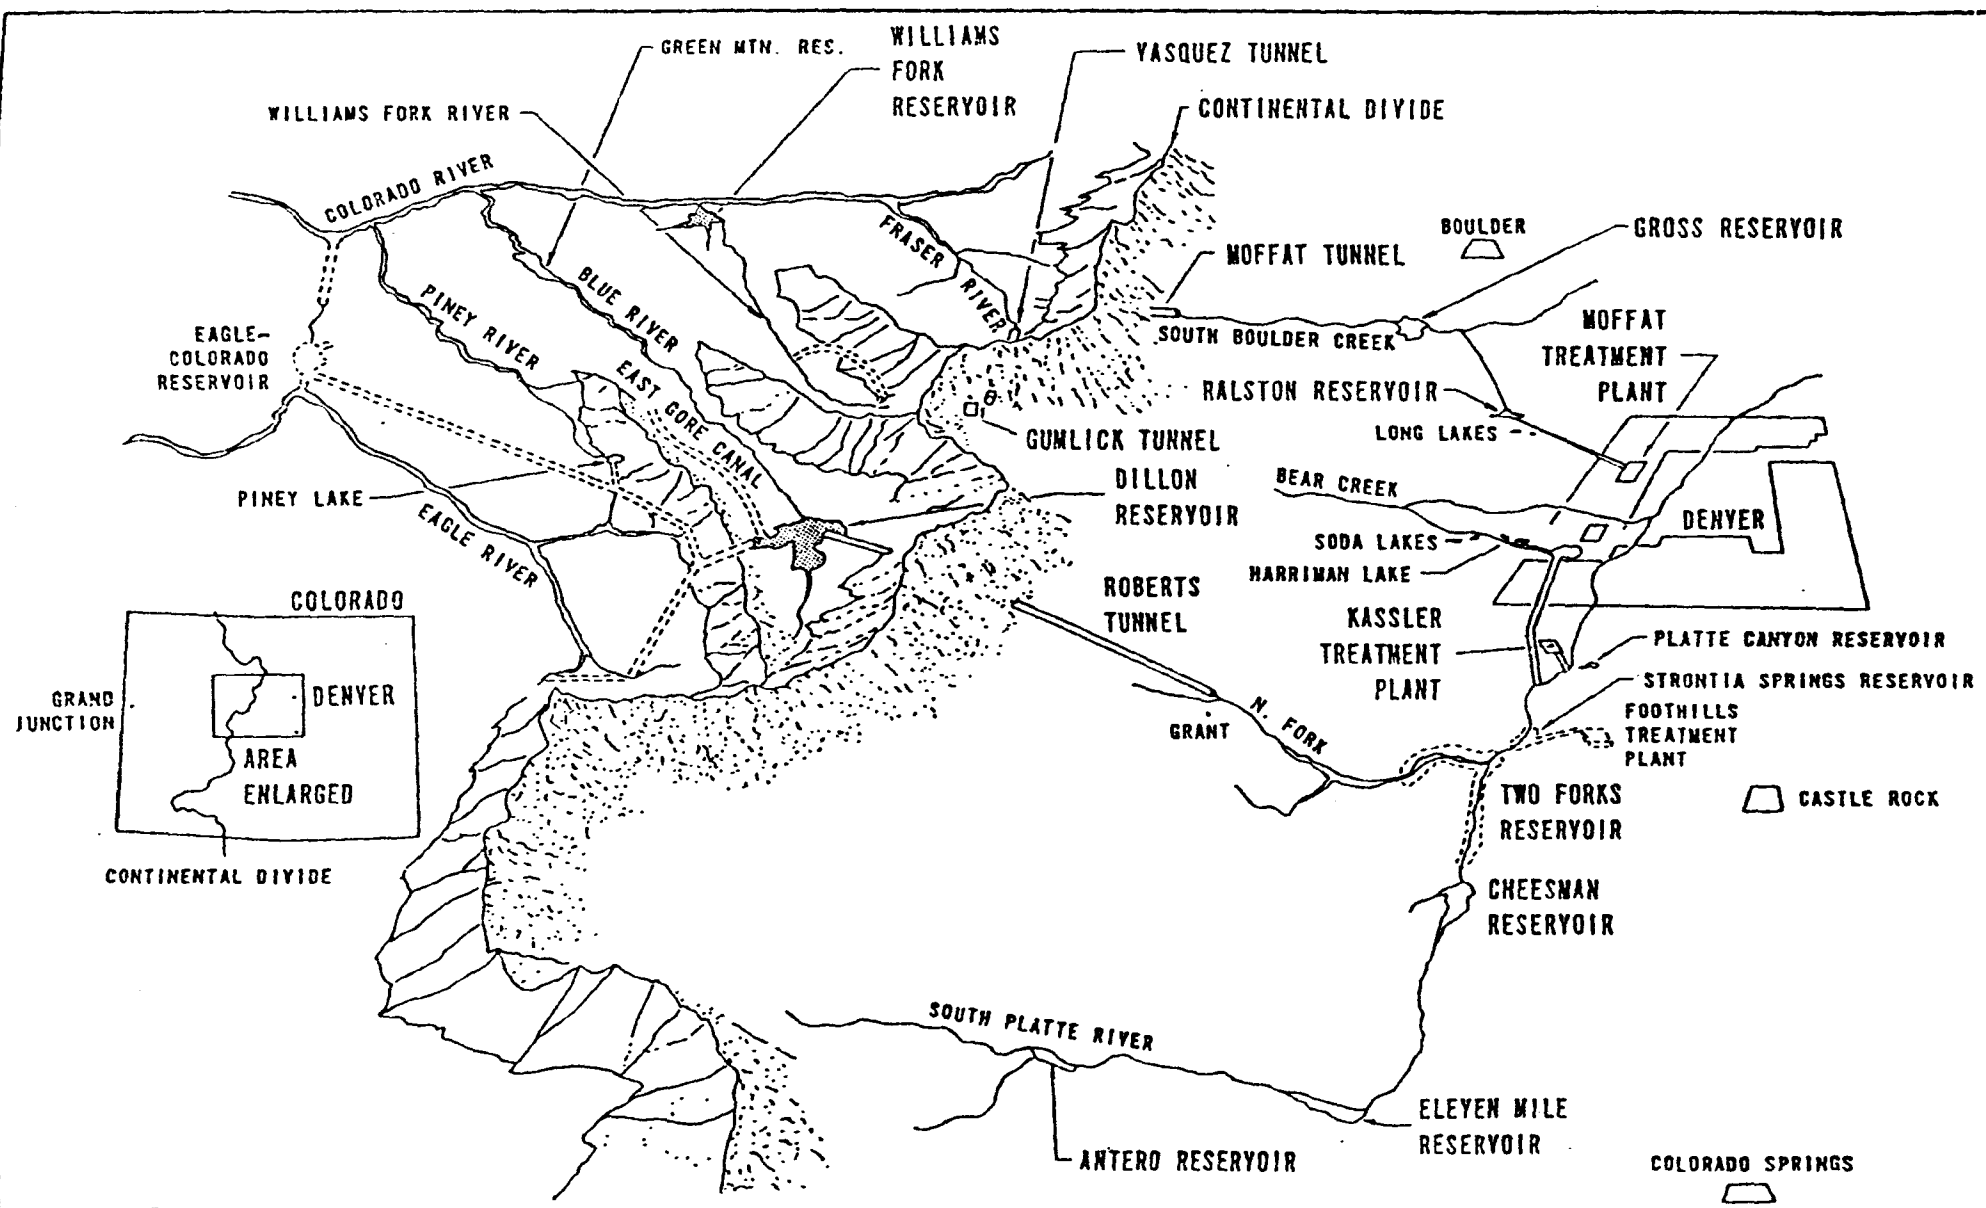 GREEN MTN. RES.
WILLIAMS
FORK
RESERVOIR
VASQUEZ TUNNEL
WILLIAMS FORK RIVER
CONTINENTAL DIVIDE
COLORADO RIVER
FRASER RIVER
BOULDER
GROSS RESERVOIR
MOFFAT TUNNEL
BLUE RIVER
PINEY RIVER
SOUTH BOULDER CREEK
MOFFAT
TREATMENT
PLANT
EAGLE-
COLORADO
RESERVOIR
EAST GORE CANAL
RALSTON RESERVOIR
GUMLICK TUNNEL
LONG LAKES
DILLON
RESERVOIR
BEAR CREEK
PINEY LAKE
EAGLE RIVER
DENVER
SODA LAKES
HARRIMAN LAKE
ROBERTS
TUNNEL
COLORADO
KASSLER
TREATMENT
PLANT
PLATTE CANYON RESERVOIR
STRONTIA SPRINGS RESERVOIR
GRAND
JUNCTION
DENVER
AREA
ENLARGED
CONTINENTAL DIVIDE
GRANT
N. FORK
FOOTHILLS
TREATMENT
PLANT
TWO FORKS
RESERVOIR
CASTLE ROCK
CHEESMAN
RESERVOIR
SOUTH PLATTE RIVER
ELEVEN MILE
RESERVOIR
ANTERO RESERVOIR
COLORADO SPRINGS